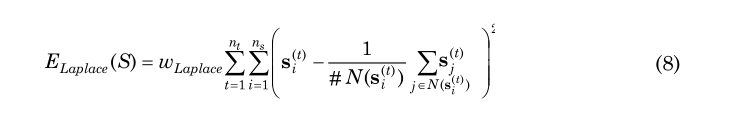 E_{Laplace}(S) = w_{Laplace} \sum_{t=1}^{n_t} \sum_{i=1}^{n_s} \left( \mathbf{s}_i^{(t)} - \frac{1}{\# N(\mathbf{s}_i^{(t)})} \sum_{j \in N(\mathbf{s}_i^{(t)})} \mathbf{s}_j^{(t)} \right)^2 (8)